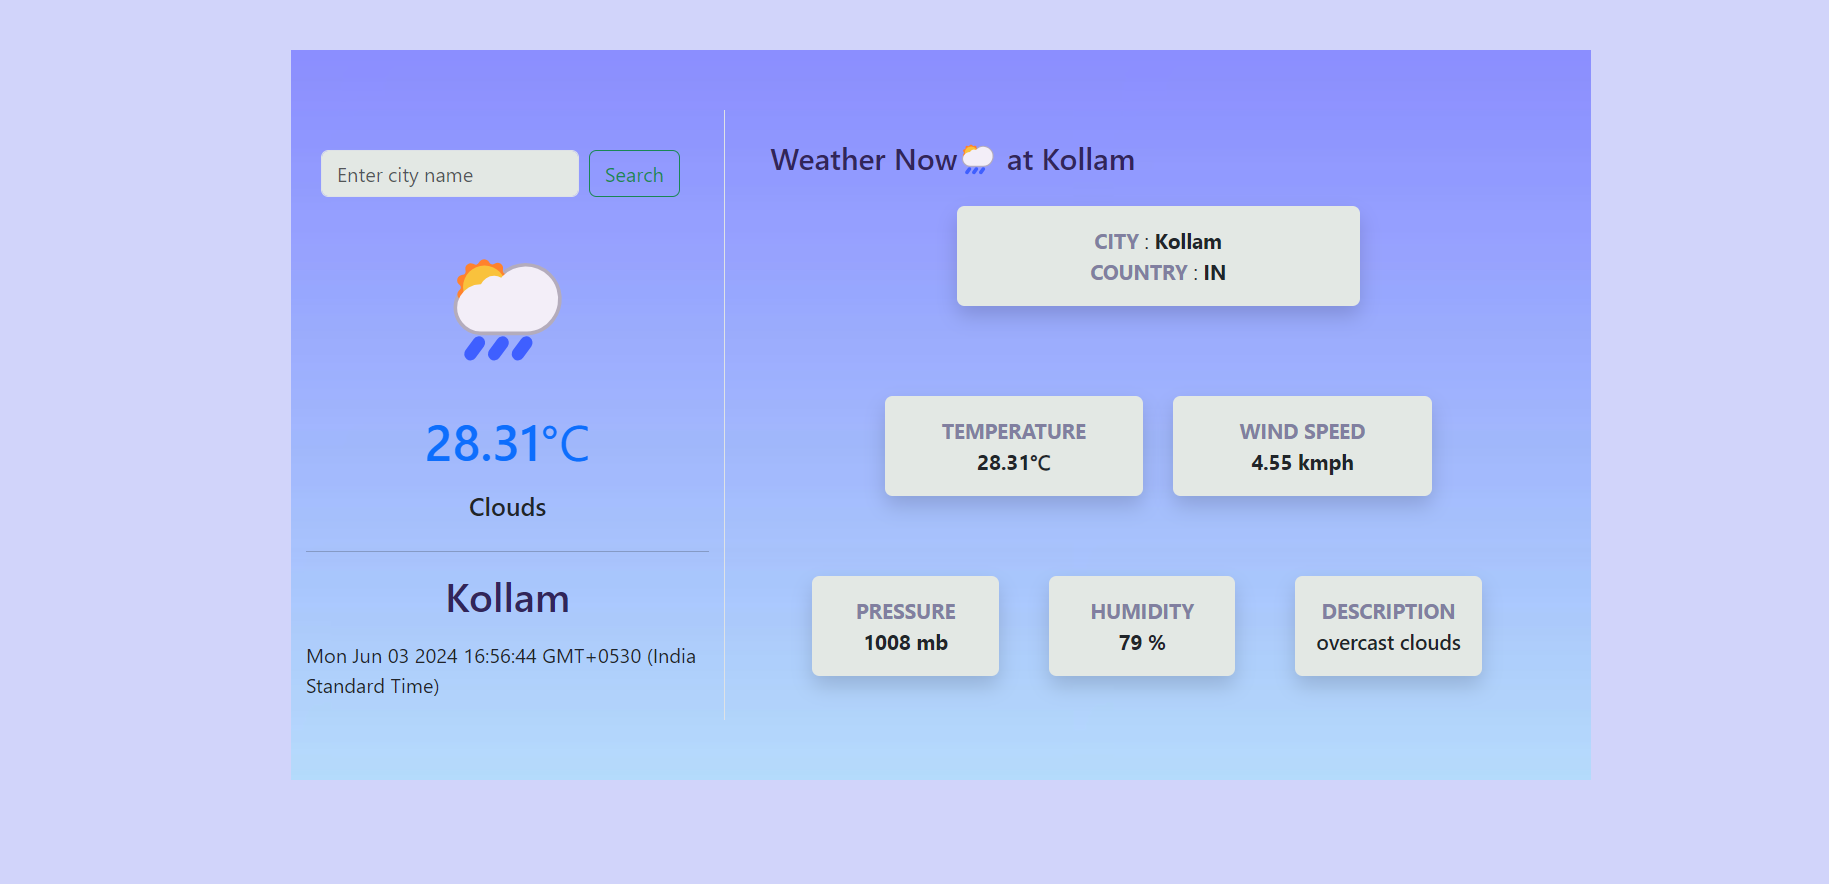 Enter city name
Search
28.31°C
Clouds
Kollam
Mon Jun 03 2024 16:56:44 GMT+0530 (India
Standard Time)
Weather Now at Kollam
CITY : Kollam
COUNTRY : IN
TEMPERATURE
28.31°C
WIND SPEED
4.55 kmph
PRESSURE
1008 mb
HUMIDITY
79 %
DESCRIPTION
overcast clouds